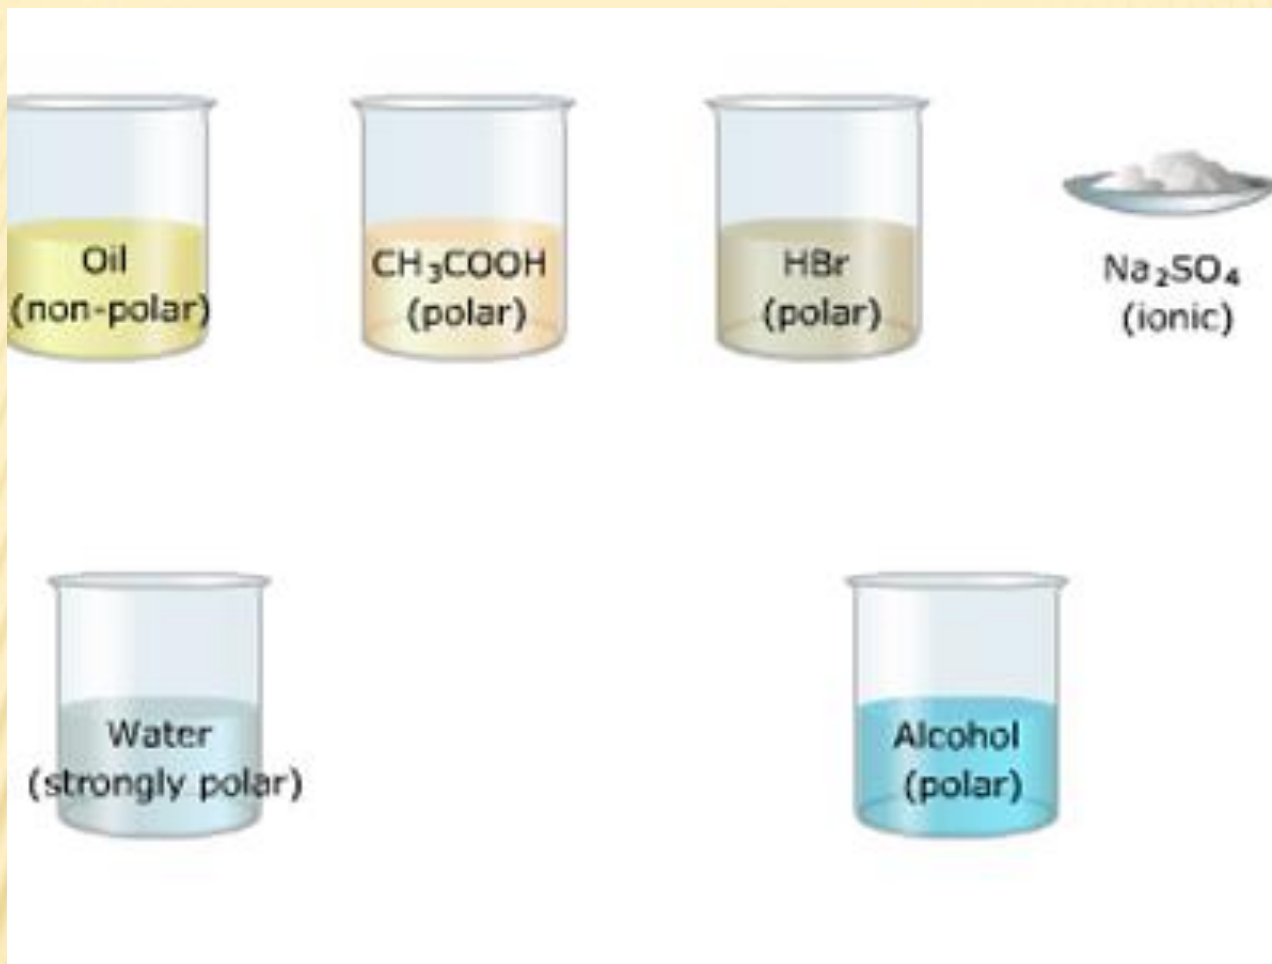 Oil
(non-polar)
CH₃COOH
(polar)
HBr
(polar)
Na₂SO₄
(ionic)
Water
(strongly polar)
Alcohol
(polar)